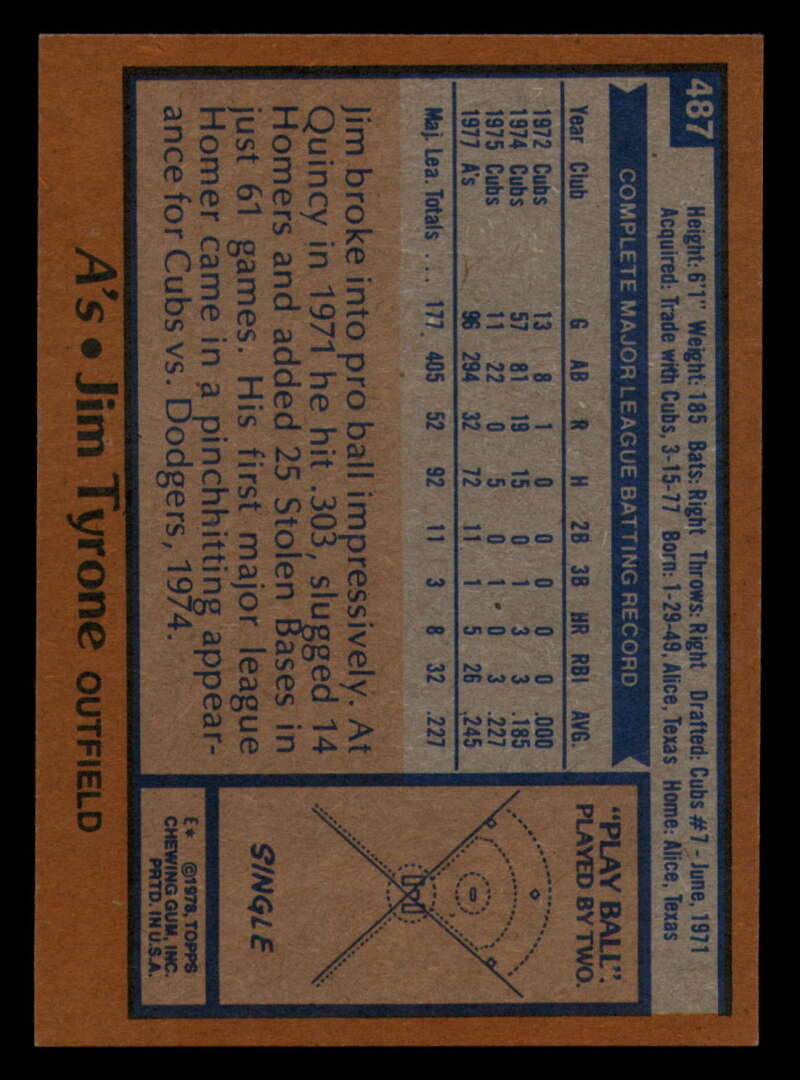 487
Height: 6'1" Weight: 185 Bats: Right Throws: Right Drafted: Cubs #7 - June, 1971
Acquired: Trade with Cubs, 3-15-77 Born: 1-29-49, Alice, Texas Home: Alice, Texas
COMPLETE MAJOR LEAGUE BATTING RECORD
Year Club G AB R H 2B 3B HR RBI AVG.
1972 Cubs 13 8 1 0 0 0 0 0 .000
1974 Cubs 57 81 19 15 0 1 3 3 .185
1975 Cubs 11 22 0 5 0 1 0 3 .227
1977 A's 96 294 32 72 11 1 5 26 .245
Maj. Lea. Totals . . . 177 405 52 92 11 3 8 32 .227
Jim broke into pro ball impressively. At
Quincy in 1971 he hit .303, slugged 14
Homers and added 25 Stolen Bases in
just 61 games. His first major league
Homer came in a pinchhitting appear-
ance for Cubs vs. Dodgers, 1974.
"PLAY BALL":
PLAYED BY TWO.
SINGLE
E* ©1978, TOPPS
CHEWING GUM, INC.
PRTD. IN U.S.A.
A's • Jim Tyrone OUTFIELD